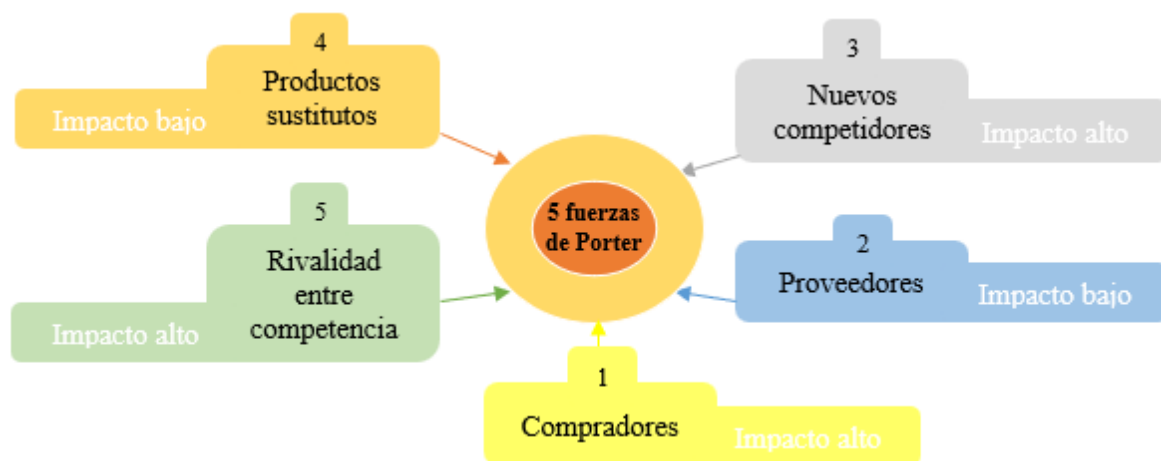 4
Productos
sustitutos
Impacto bajo
3
Nuevos
competidores
Impacto alto
5 fuerzas
de Porter
5
Rivalidad
entre
competencia
Impacto alto
2
Proveedores
Impacto bajo
1
Compradores
Impacto alto